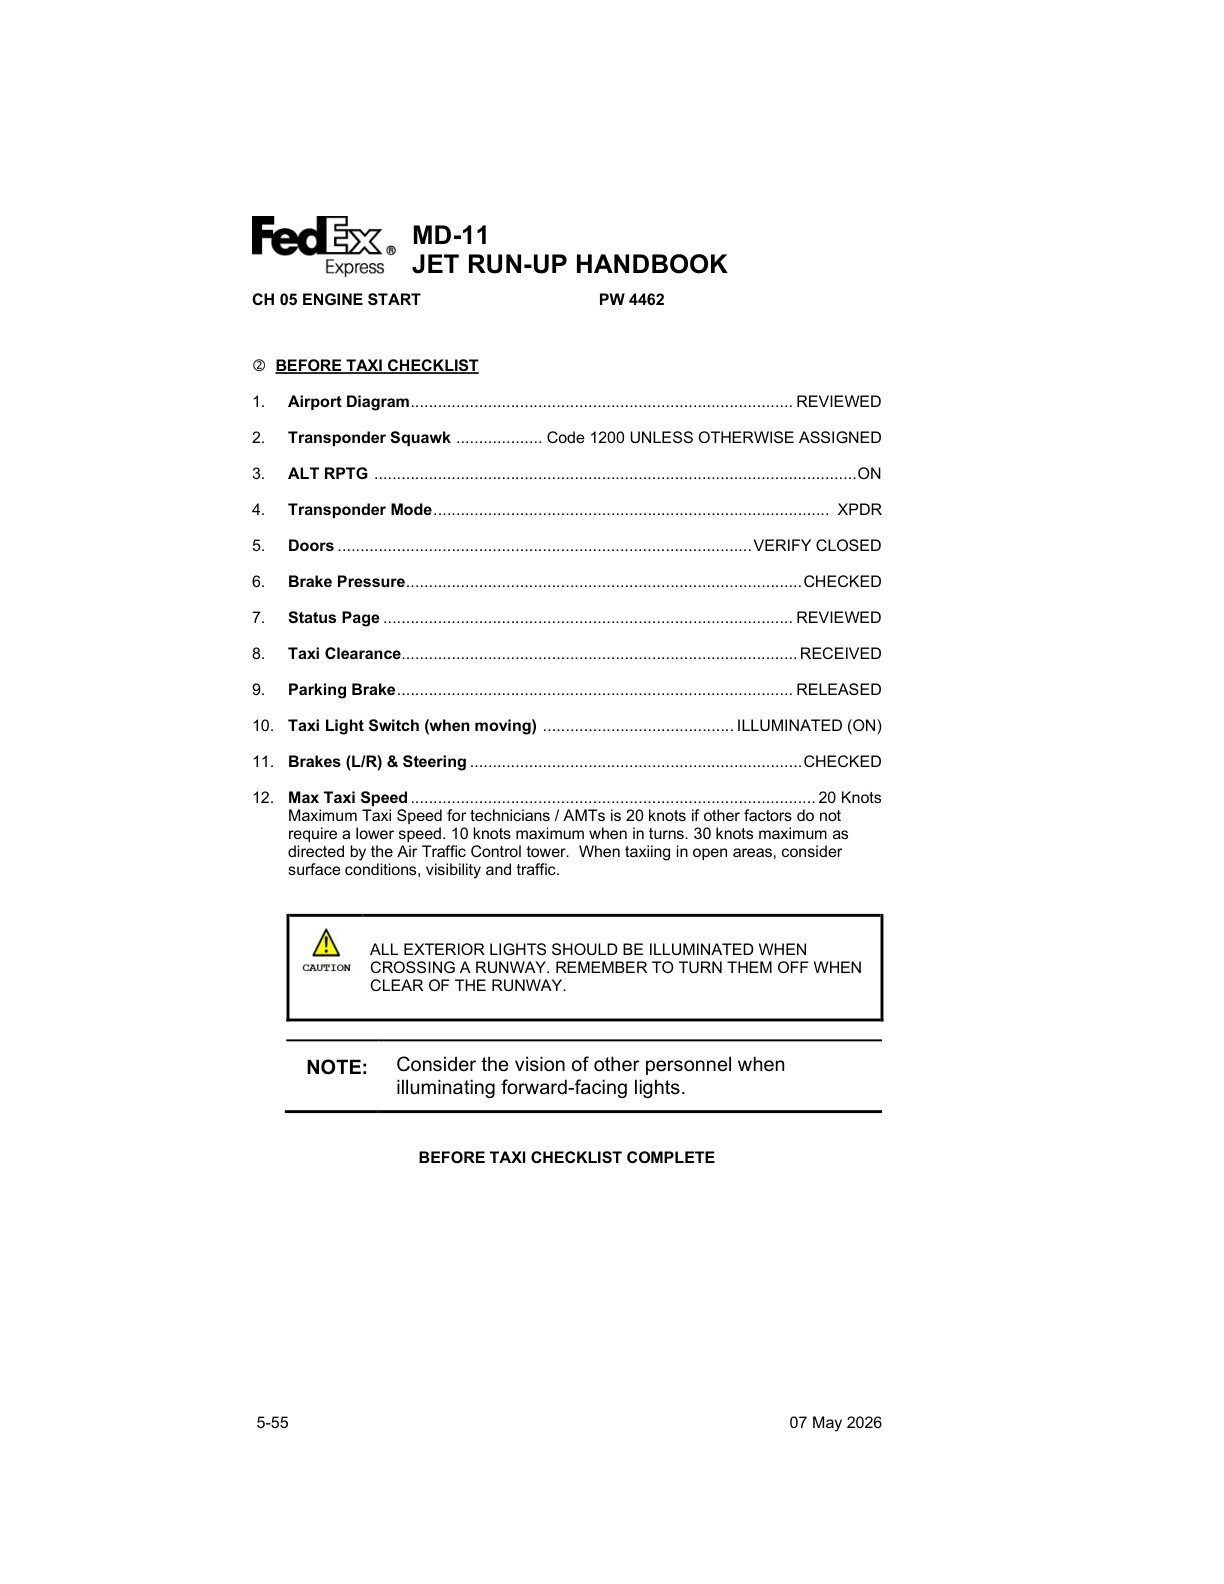 FedEx® Express
MD-11
JET RUN-UP HANDBOOK
CH 05 ENGINE START PW 4462
② BEFORE TAXI CHECKLIST
1. Airport Diagram..................................................................................... REVIEWED
2. Transponder Squawk ................... Code 1200 UNLESS OTHERWISE ASSIGNED
3. ALT RPTG ...........................................................................................................ON
4. Transponder Mode........................................................................................ XPDR
5. Doors ............................................................................................VERIFY CLOSED
6. Brake Pressure........................................................................................CHECKED
7. Status Page ........................................................................................... REVIEWED
8. Taxi Clearance........................................................................................ RECEIVED
9. Parking Brake........................................................................................ RELEASED
10. Taxi Light Switch (when moving) .......................................... ILLUMINATED (ON)
11. Brakes (L/R) & Steering ..........................................................................CHECKED
12. Max Taxi Speed .......................................................................................... 20 Knots
Maximum Taxi Speed for technicians / AMTs is 20 knots if other factors do not
require a lower speed. 10 knots maximum when in turns. 30 knots maximum as
directed by the Air Traffic Control tower.  When taxiing in open areas, consider
surface conditions, visibility and traffic.
CAUTION
ALL EXTERIOR LIGHTS SHOULD BE ILLUMINATED WHEN
CROSSING A RUNWAY. REMEMBER TO TURN THEM OFF WHEN
CLEAR OF THE RUNWAY.
NOTE: Consider the vision of other personnel when
illuminating forward-facing lights.
BEFORE TAXI CHECKLIST COMPLETE
5-55 07 May 2026